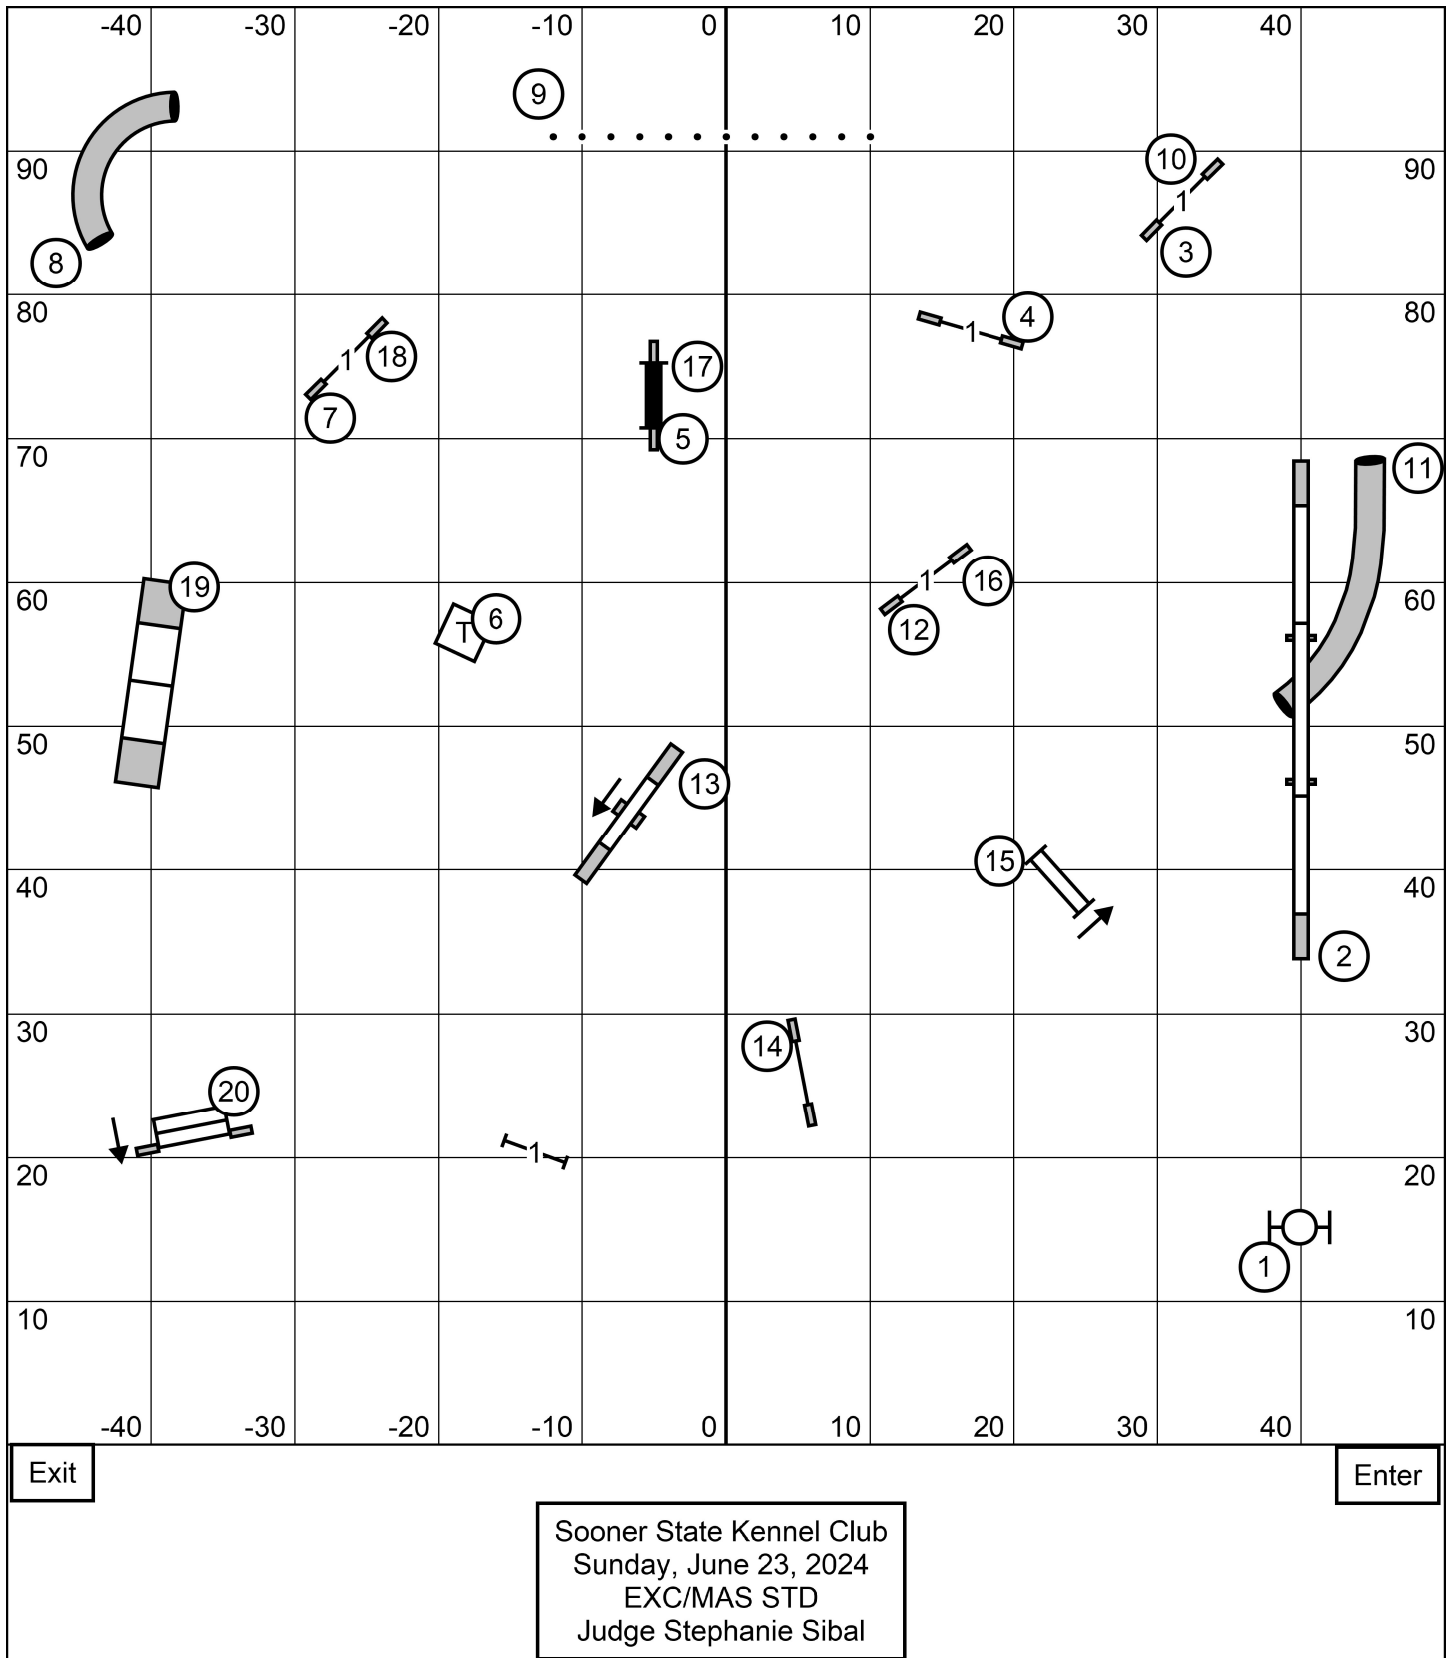 -40 -30 -20 -10 0 10 20 30 40
9
90 10 90
1
8 3
80 4 80
1
17
1 18
7
5
70 70
11
60 19 1 16 60
6
T
12
50 50
13
15
40 40
2
30 30
14
20
1
20 20
1
10 10
-40 -30 -20 -10 0 10 20 30 40
Exit Enter
Sooner State Kennel Club
Sunday, June 23, 2024
EXC/MAS STD
Judge Stephanie Sibal